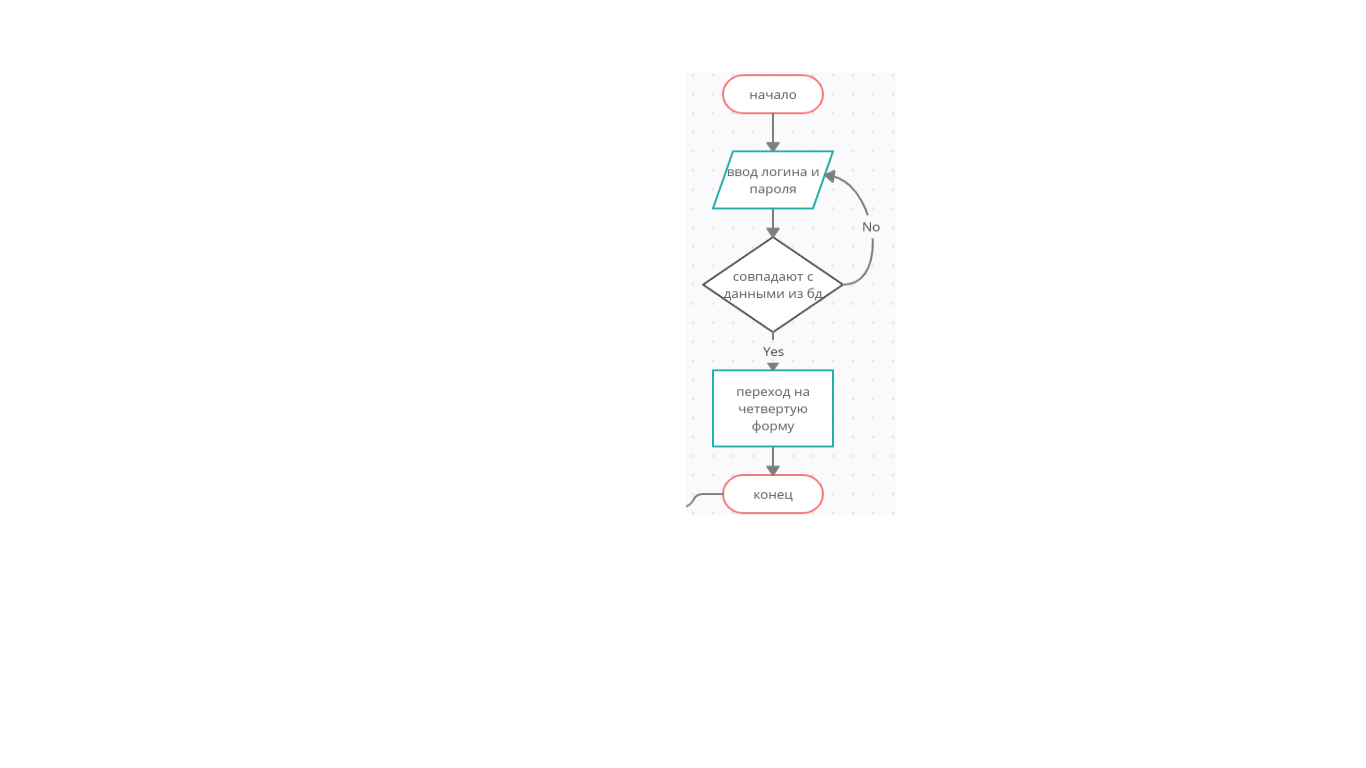 начало
ввод логина и
пароля
No
совпадают с
данными из бд
Yes
переход на
четвертую
форму
конец